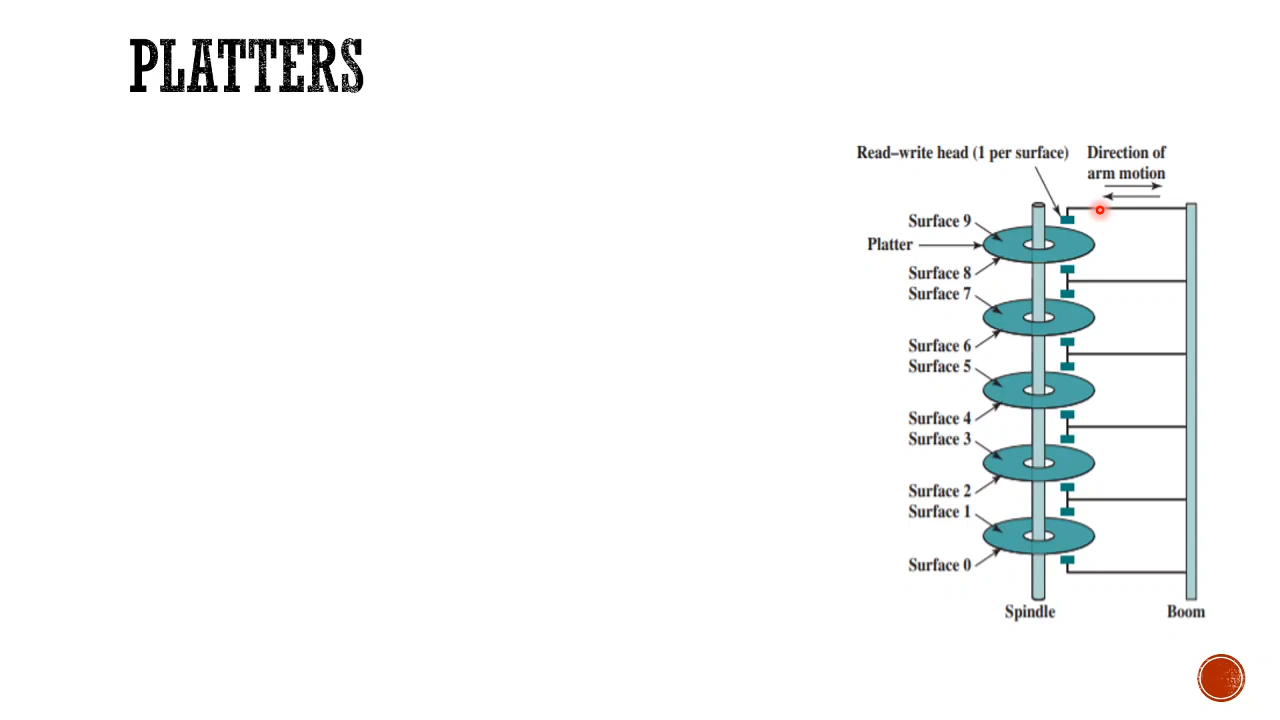 PLATTERS
Read–write head (1 per surface)
Direction of
arm motion
Surface 9
Platter
Surface 8
Surface 7
Surface 6
Surface 5
Surface 4
Surface 3
Surface 2
Surface 1
Surface 0
Spindle
Boom